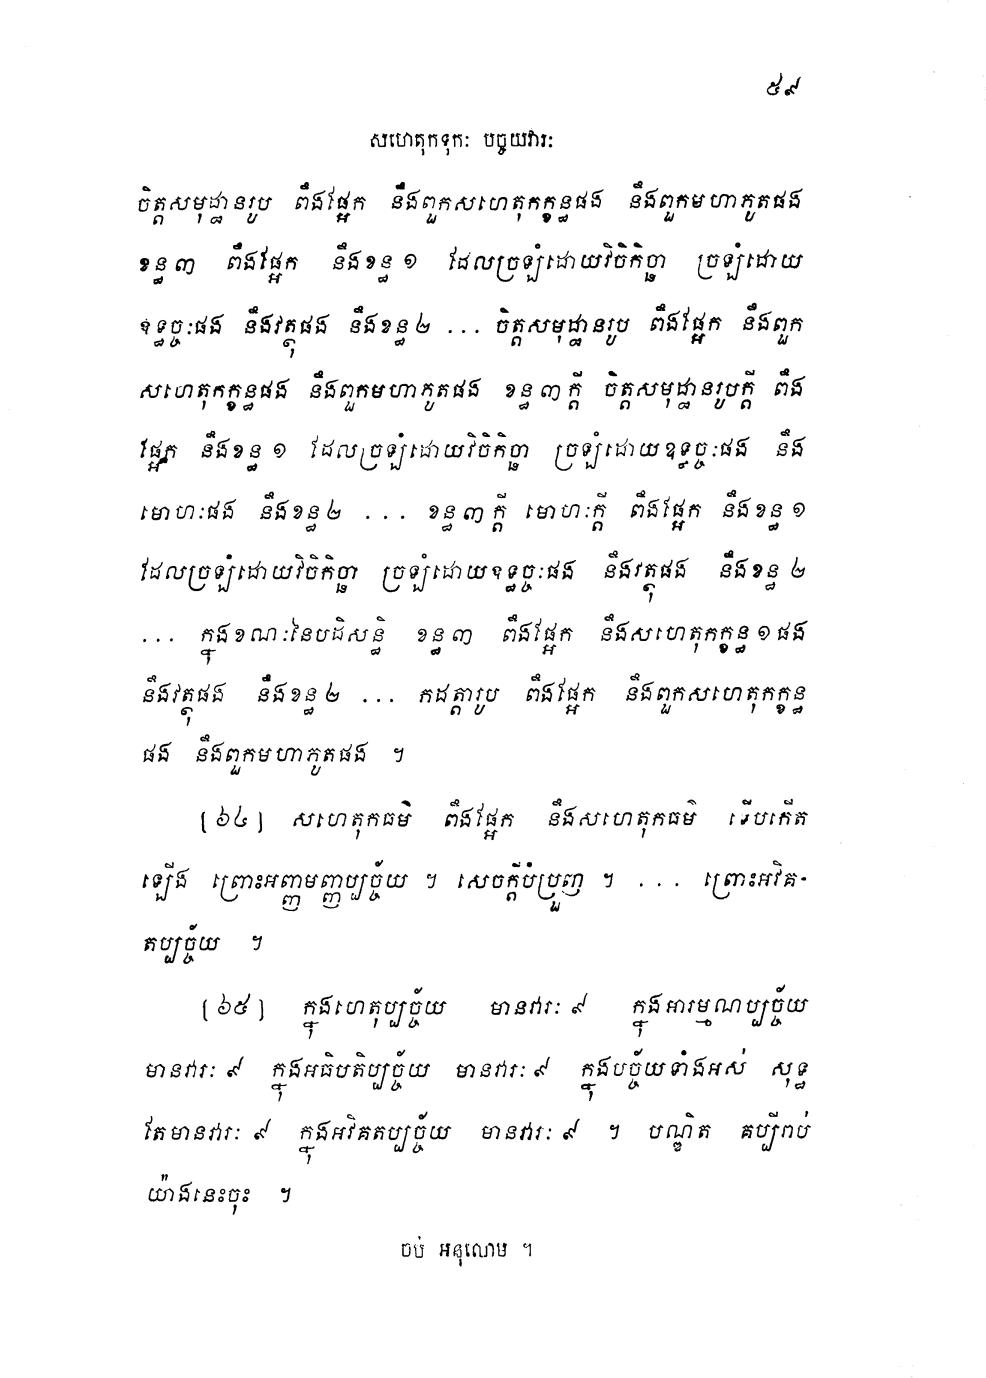 ៥៩
សហេតុកទុកៈ បច្ចយវារៈ
ចិត្តសមុដ្ឋានរូប ពឹងផ្អែក នឹងពួកសហេតុកក្ខន្ធផង នឹងពួកមហាភូតផង
ខន្ធ៣ ពឹងផ្អែក នឹងខន្ធ១ ដែលច្រឡំដោយវិចិកិច្ឆា ច្រឡំដោយ
ឧទ្ធច្ចៈផង នឹងវត្ថុផង នឹងខន្ធ២ ... ចិត្តសមុដ្ឋានរូប ពឹងផ្អែក នឹងពួក
សហេតុកក្ខន្ធផង នឹងពួកមហាភូតផង ខន្ធ៣ក្តី ចិត្តសមុដ្ឋានរូបក្តី ពឹង
ផ្អែក នឹងខន្ធ១ ដែលច្រឡំដោយវិចិកិច្ឆា ច្រឡំដោយឧទ្ធច្ចៈផង នឹង
មោហៈផង នឹងខន្ធ២ ... ខន្ធ៣ក្តី មោហៈក្តី ពឹងផ្អែក នឹងខន្ធ១
ដែលច្រឡំដោយវិចិកិច្ឆា ច្រឡំដោយឧទ្ធច្ចៈផង នឹងវត្ថុផង នឹងខន្ធ២
... ក្នុងខណៈនៃបដិសន្ធិ ខន្ធ៣ ពឹងផ្អែក នឹងសហេតុកក្ខន្ធ១ផង
នឹងវត្ថុផង នឹងខន្ធ២ ... កដត្តារូប ពឹងផ្អែក នឹងពួកសហេតុកក្ខន្ធ
ផង នឹងពួកមហាភូតផង ។
[៦៤] សហេតុកធម៌ ពឹងផ្អែក នឹងសហេតុកធម៌ ទើបកើត
ឡើង ព្រោះអញ្ញមញ្ញប្បច្ច័យ ។ សេចក្តីបំប្រួញ ។ ... ព្រោះអវិគ-
តប្បច្ច័យ ។
[៦៥] ក្នុងហេតុប្បច្ច័យ មានវារៈ ៩ ក្នុងអារម្មណប្បច្ច័យ
មានវារៈ ៩ ក្នុងអធិបតិប្បច្ច័យ មានវារៈ ៩ ក្នុងបច្ច័យទាំងអស់ សុទ្ធ
តែមានវារៈ ៩ ក្នុងអវិគតប្បច្ច័យ មានវារៈ ៩ ។ បណ្ឌិត គប្បីរាប់
យ៉ាងនេះចុះ ។
ចប់ អនុលោម ។